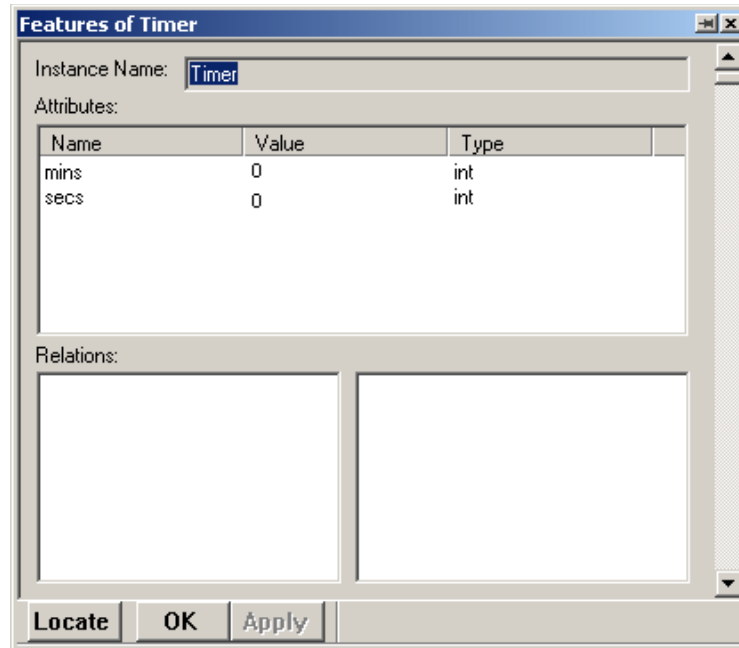 Features of Timer
Instance Name: Timer
Attributes:
Name Value Type
mins 0 int
secs 0 int
Relations:
Locate OK Apply